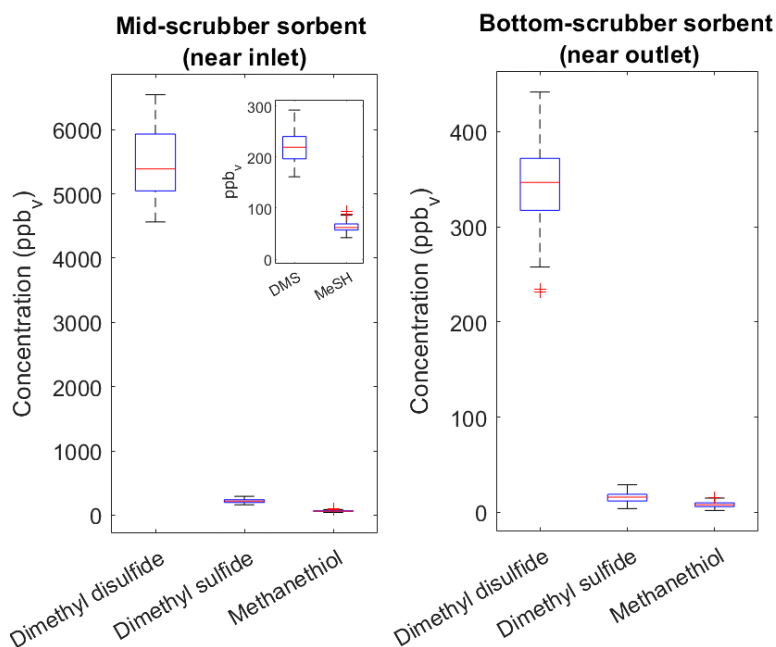 Mid-scrubber sorbent
(near inlet)
Concentration (ppbv)
6000
5000
4000
3000
2000
1000
0
Dimethyl disulfide
Dimethyl sulfide
Methanethiol
ppbv
300
200
100
0
DMS
MeSH
Bottom-scrubber sorbent
(near outlet)
Concentration (ppbv)
400
300
200
100
0
Dimethyl disulfide
Dimethyl sulfide
Methanethiol